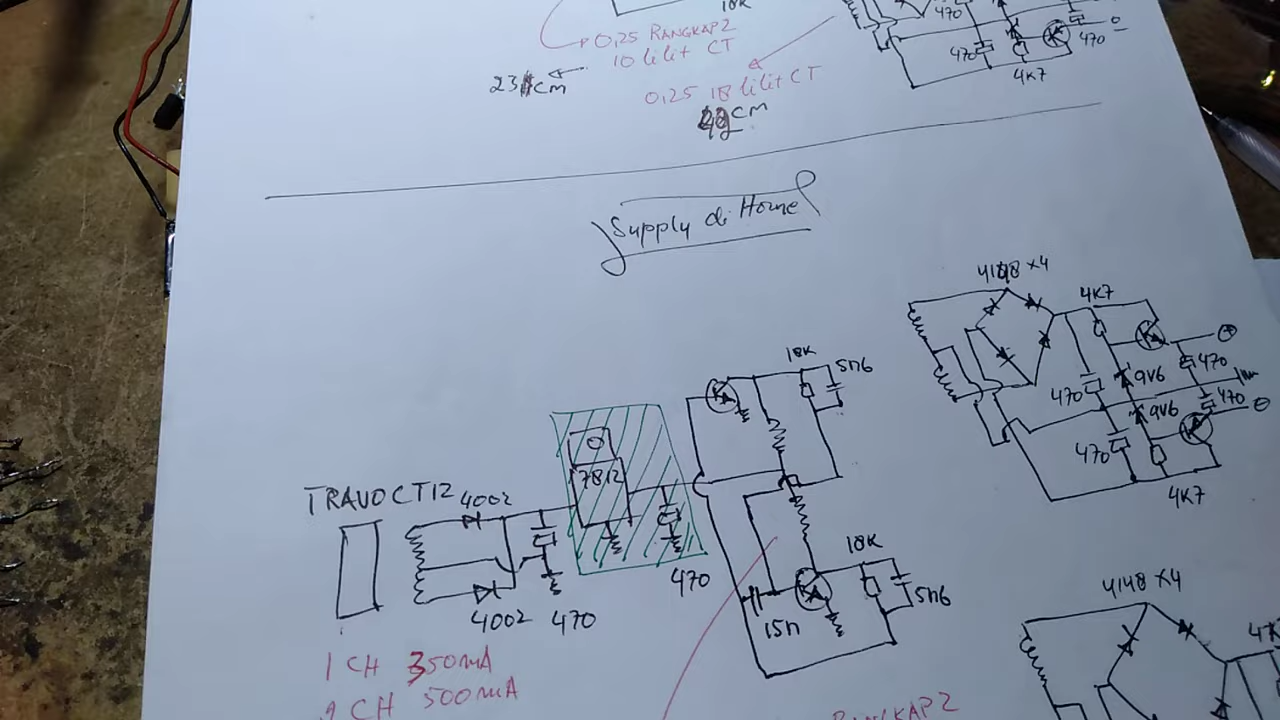 10K
0,25 RANGKAP2
10 lilit CT
23 CM
0,25 18 lilit CT
CM
470
470
470
4K7
Supply di Home
4148 x4
4K7
470
9V6
470
9V6
470
470
4K7
10K
5n6
7812
TRAVO CT12
4002
4002
470
470
10K
5n6
15n
1 CH 350mA
CH 500mA
RANGKAP2
4148 x4